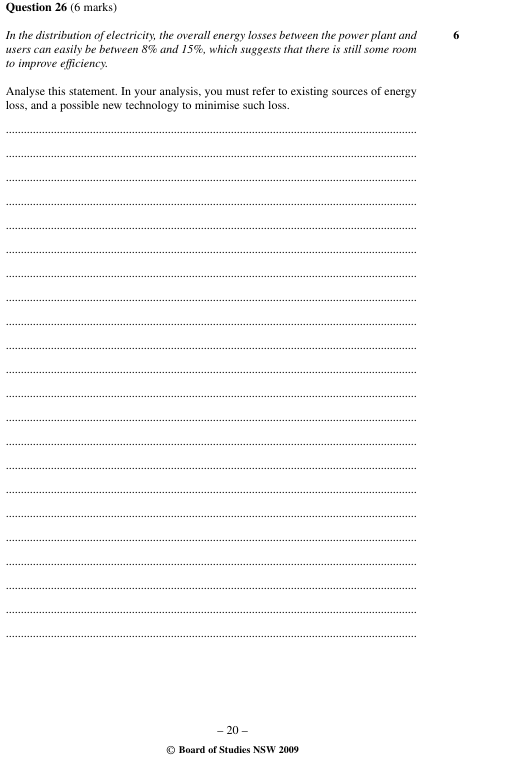 Question 26 (6 marks)
In the distribution of electricity, the overall energy losses between the power plant and 6
users can easily be between 8% and 15%, which suggests that there is still some room
to improve efficiency.
Analyse this statement. In your analysis, you must refer to existing sources of energy
loss, and a possible new technology to minimise such loss.
– 20 –
© Board of Studies NSW 2009